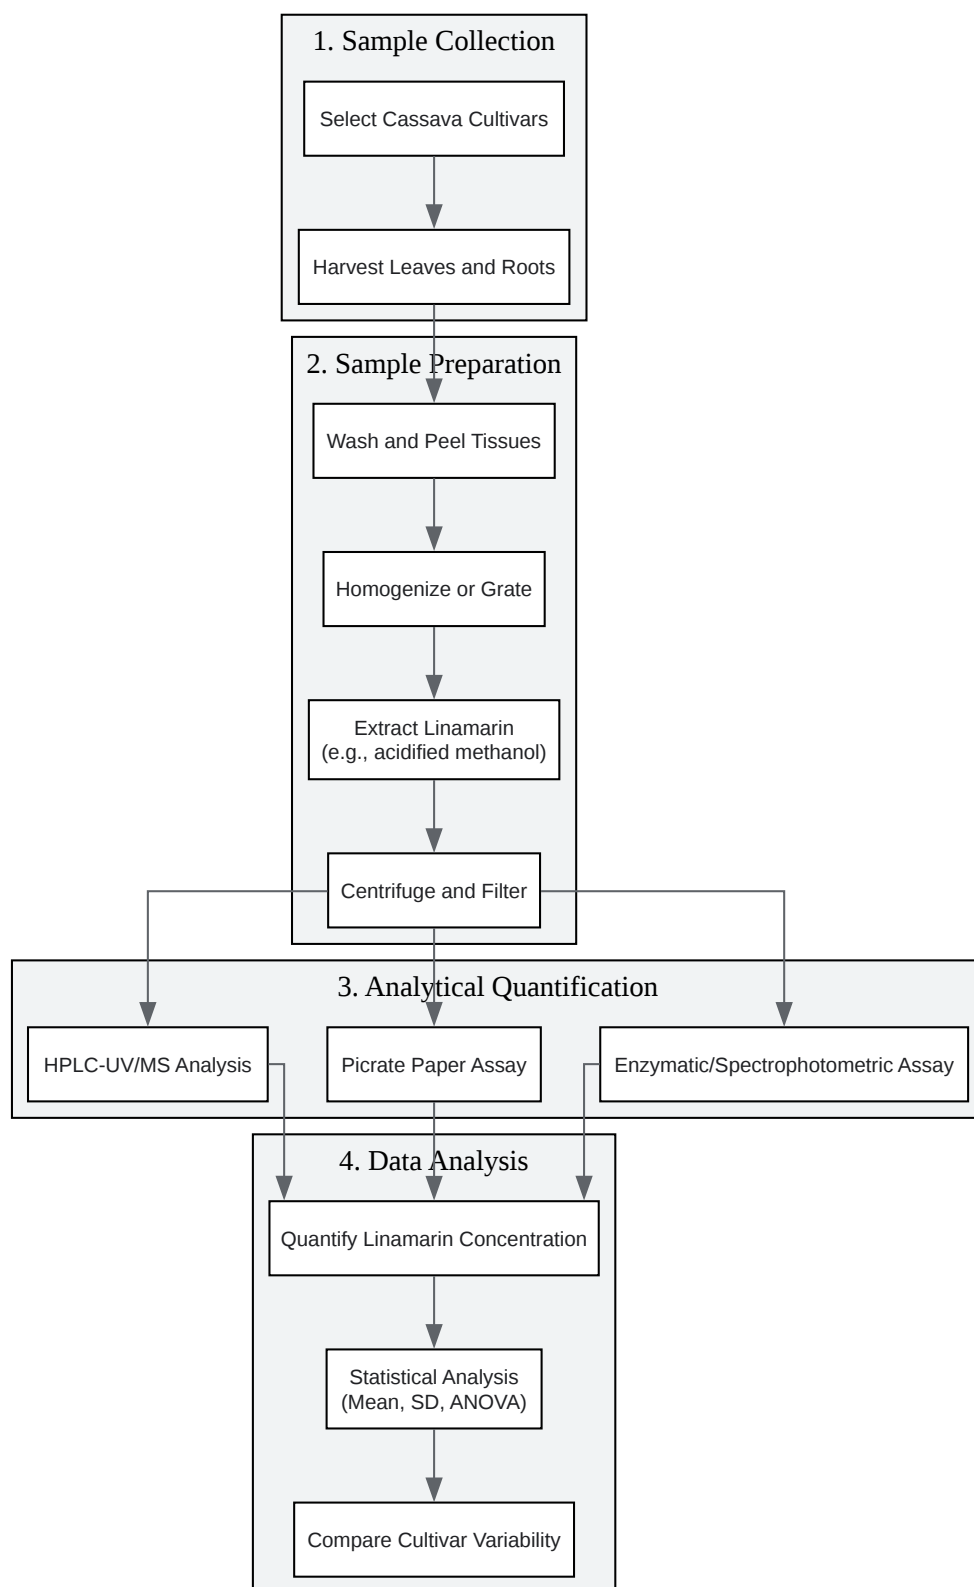 1. Sample Collection
Select Cassava Cultivars
Harvest Leaves and Roots
2. Sample Preparation
Wash and Peel Tissues
Homogenize or Grate
Extract Linamarin
(e.g., acidified methanol)
Centrifuge and Filter
3. Analytical Quantification
HPLC-UV/MS Analysis
Picrate Paper Assay
Enzymatic/Spectrophotometric Assay
4. Data Analysis
Quantify Linamarin Concentration
Statistical Analysis
(Mean, SD, ANOVA)
Compare Cultivar Variability